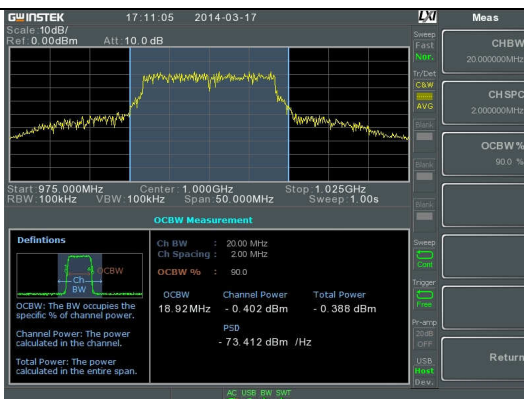 GWINSTEK 17:11:05 2014-03-17 LXI Meas
Scale:10dB/
Ref:0.00dBm Att:10.0dB
Sweep
Fast
Nor.
Tr/Det
C&W
AVG
Blank
Blank
Blank
Sweep
Cont
Trigger
Free
Pr-amp
20dB
OFF
USB
Host
Dev.
CHBW
20.000000MHz
CHSPC
2.000000MHz
OCBW%
90.0 %
Return
Start:975.000MHz Center:1.000GHz Stop:1.025GHz
RBW:100kHz VBW:100kHz Span:50.000MHz Sweep:1.00s
OCBW Measurement
Defintions
OCBW
Ch
BW
OCBW: The BW occupies the
specific % of channel power.
Channel Power: The power
calculated in the channel.
Total Power: The power
calculated in the entire span.
Ch BW : 20.00 MHz
Ch Spacing : 2.00 MHz
OCBW % : 90.0
OCBW Channel Power Total Power
18.92MHz - 0.402 dBm - 0.388 dBm
PSD
- 73.412 dBm /Hz
AC USB BW SWT